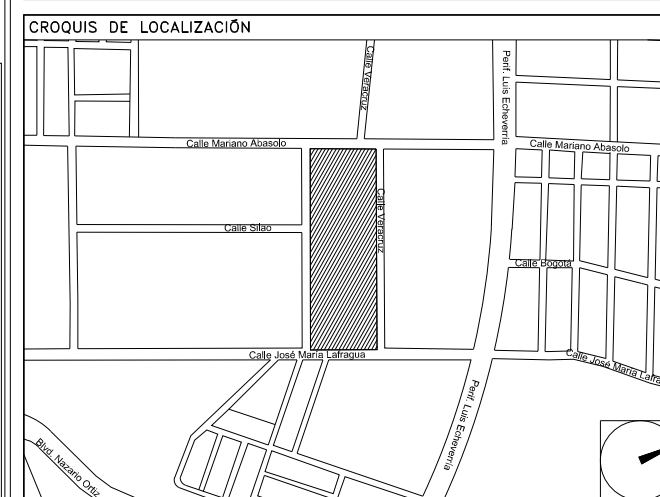 CROQUIS DE LOCALIZACIÓN
Calle Veracruz
Perif. Luis Echeverria
Calle Mariano Abasolo
Calle Mariano Abasolo
Calle Veracruz
Calle Silao
Calle Bogotá
Calle José María Lafragua
Calle José María Lafra
Perif. Luis Echeverría
Blvd. Nazario Ortiz